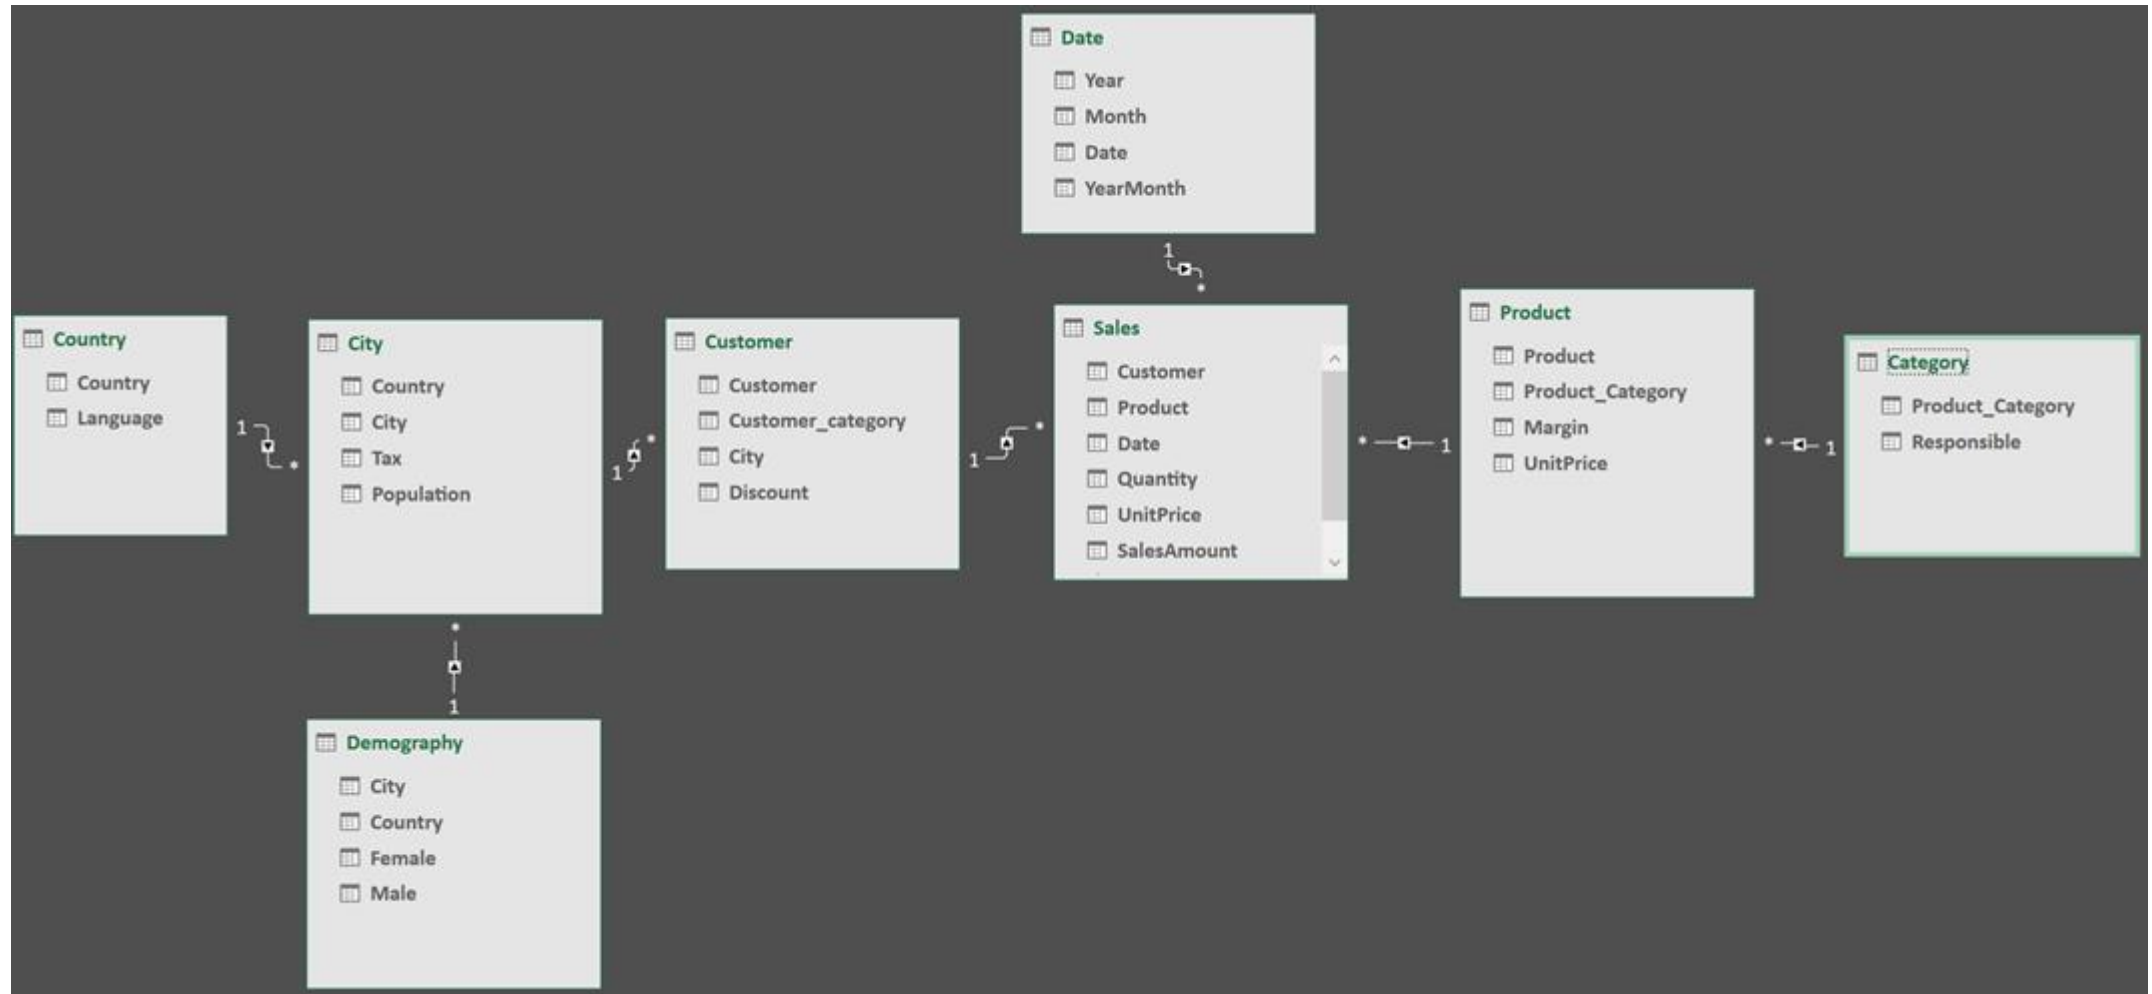 Date
Year
Month
Date
YearMonth
1
*
Country
Country
Language
1
*
City
Country
City
Tax
Population
1
*
Customer
Customer
Customer_category
City
Discount
1
*
Sales
Customer
Product
Date
Quantity
UnitPrice
SalesAmount
*
1
Product
Product
Product_Category
Margin
UnitPrice
*
1
Category
Product_Category
Responsible
*
1
Demography
City
Country
Female
Male